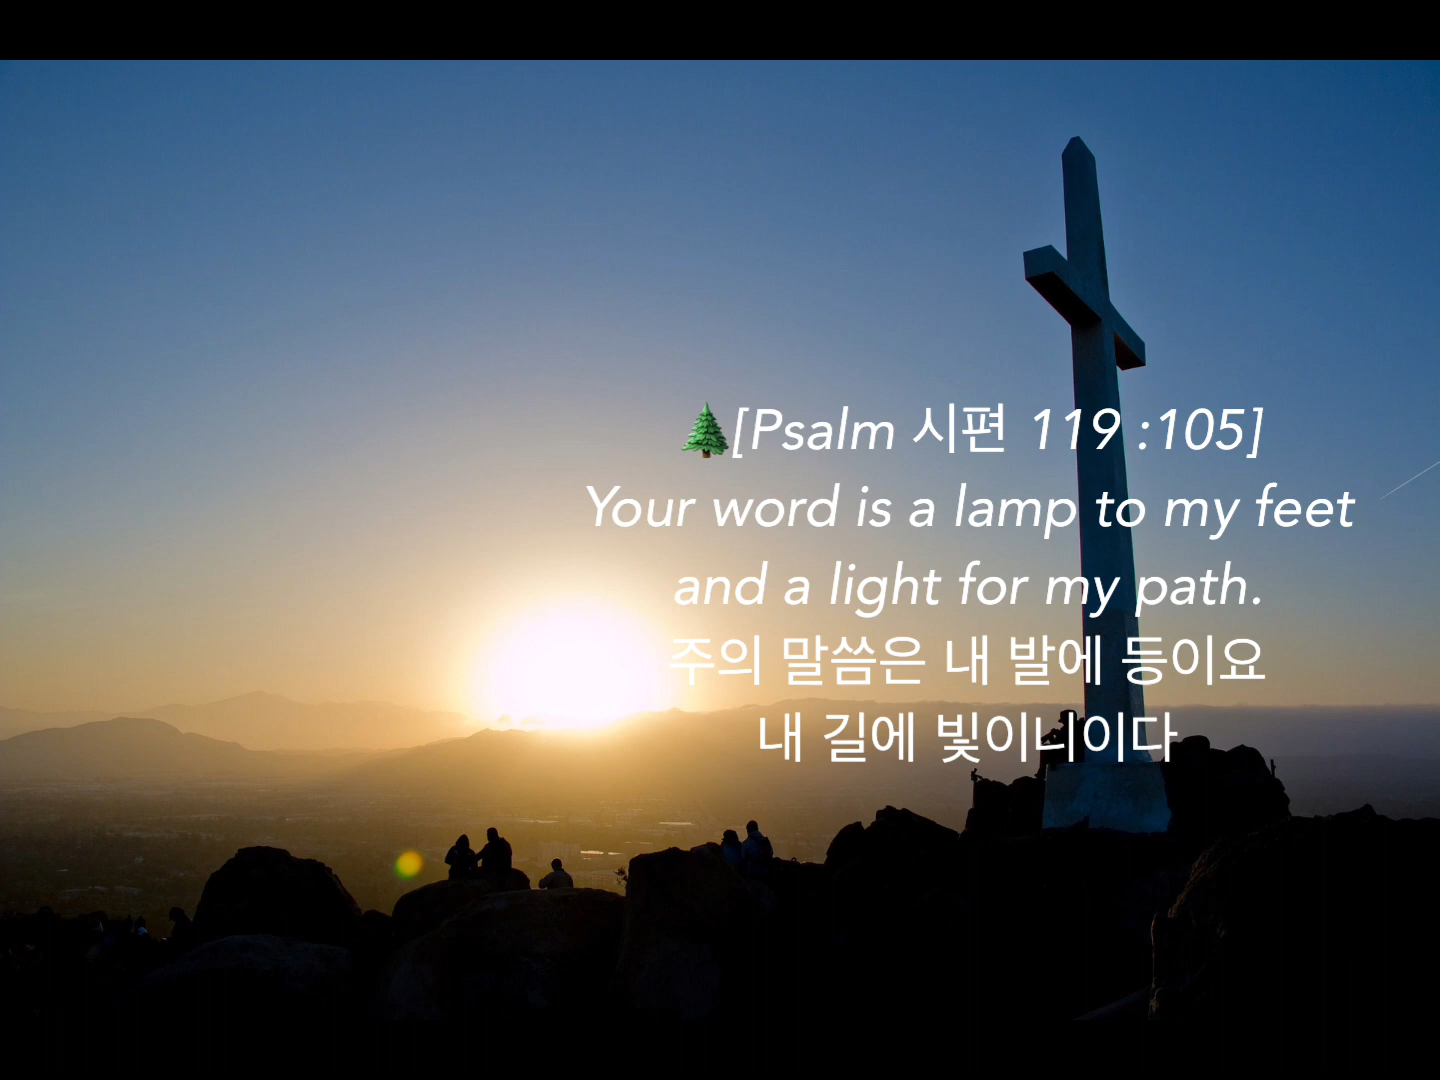 🌲[Psalm 시편 119 :105]
Your word is a lamp to my feet
and a light for my path.
주의 말씀은 내 발에 등이요
내 길에 빛이니이다